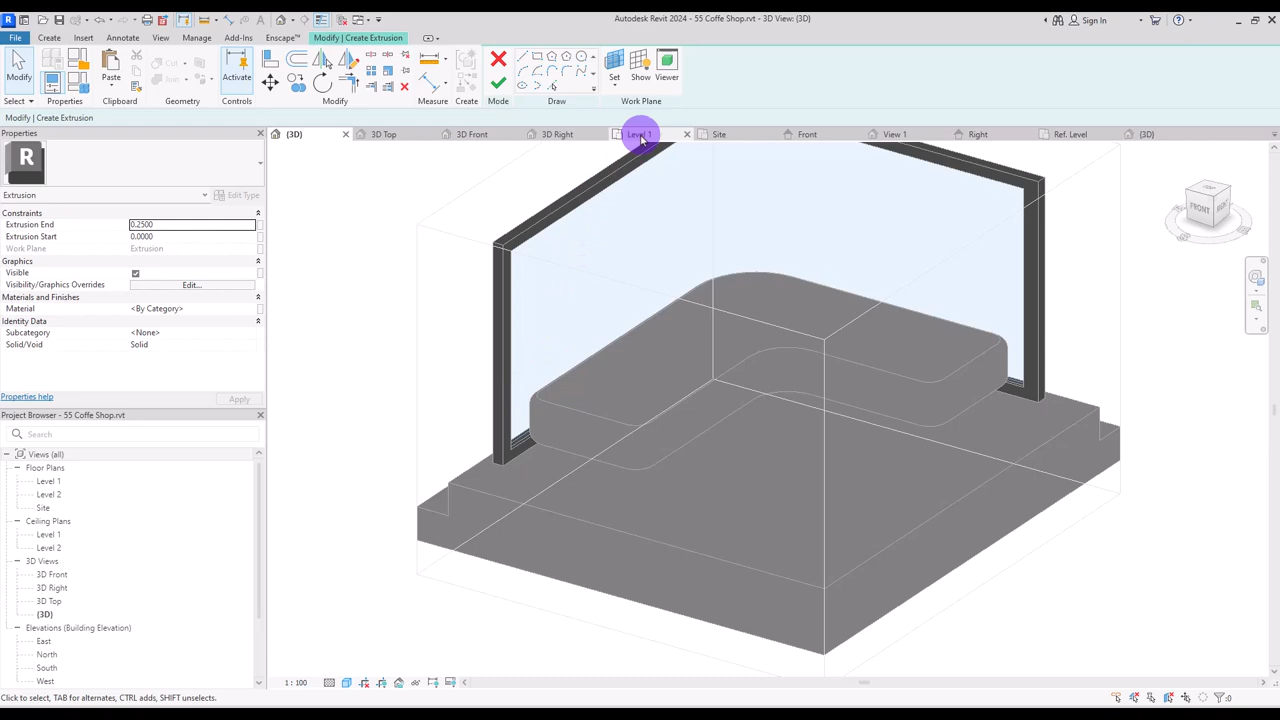 Autodesk Revit 2024 - 55 Coffe Shop.rvt - 3D View: {3D}
Sign In
File Create Insert Annotate View Manage Add-Ins Enscape™ Modify | Create Extrusion
Modify Paste Cut Join Activate Set Show Viewer
Select Properties Clipboard Geometry Controls Modify Measure Create Mode Draw Work Plane
Modify | Create Extrusion
Properties
{3D} 3D Top 3D Front 3D Right Level 1 Site Front View 1 Right Ref. Level {3D}
R
Extrusion Edit Type
Constraints
Extrusion End 0.2500
Extrusion Start 0.0000
Work Plane Extrusion
Graphics
Visible
Visibility/Graphics Overrides Edit...
Materials and Finishes
Material <By Category>
Identity Data
Subcategory <None>
Solid/Void Solid
TOP
FRONT
Properties help Apply
Project Browser - 55 Coffe Shop.rvt
Search
Views (all)
Floor Plans
Level 1
Level 2
Site
Ceiling Plans
Level 1
Level 2
3D Views
3D Front
3D Right
3D Top
{3D}
Elevations (Building Elevation)
East
North
South
West
1 : 100
Click to select, TAB for alternates, CTRL adds, SHIFT unselects.
:0